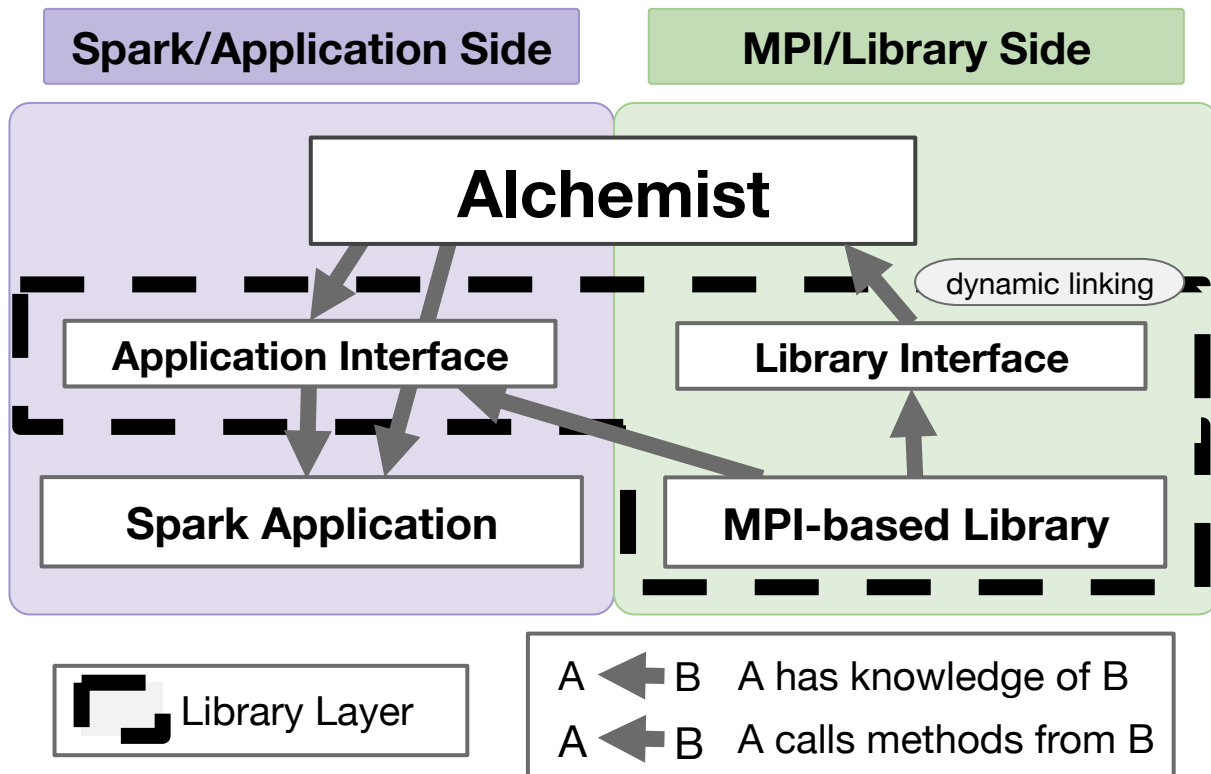 Spark/Application Side
MPI/Library Side
Alchemist
dynamic linking
Application Interface
Library Interface
Spark Application
MPI-based Library
Library Layer
A B A has knowledge of B
A B A calls methods from B